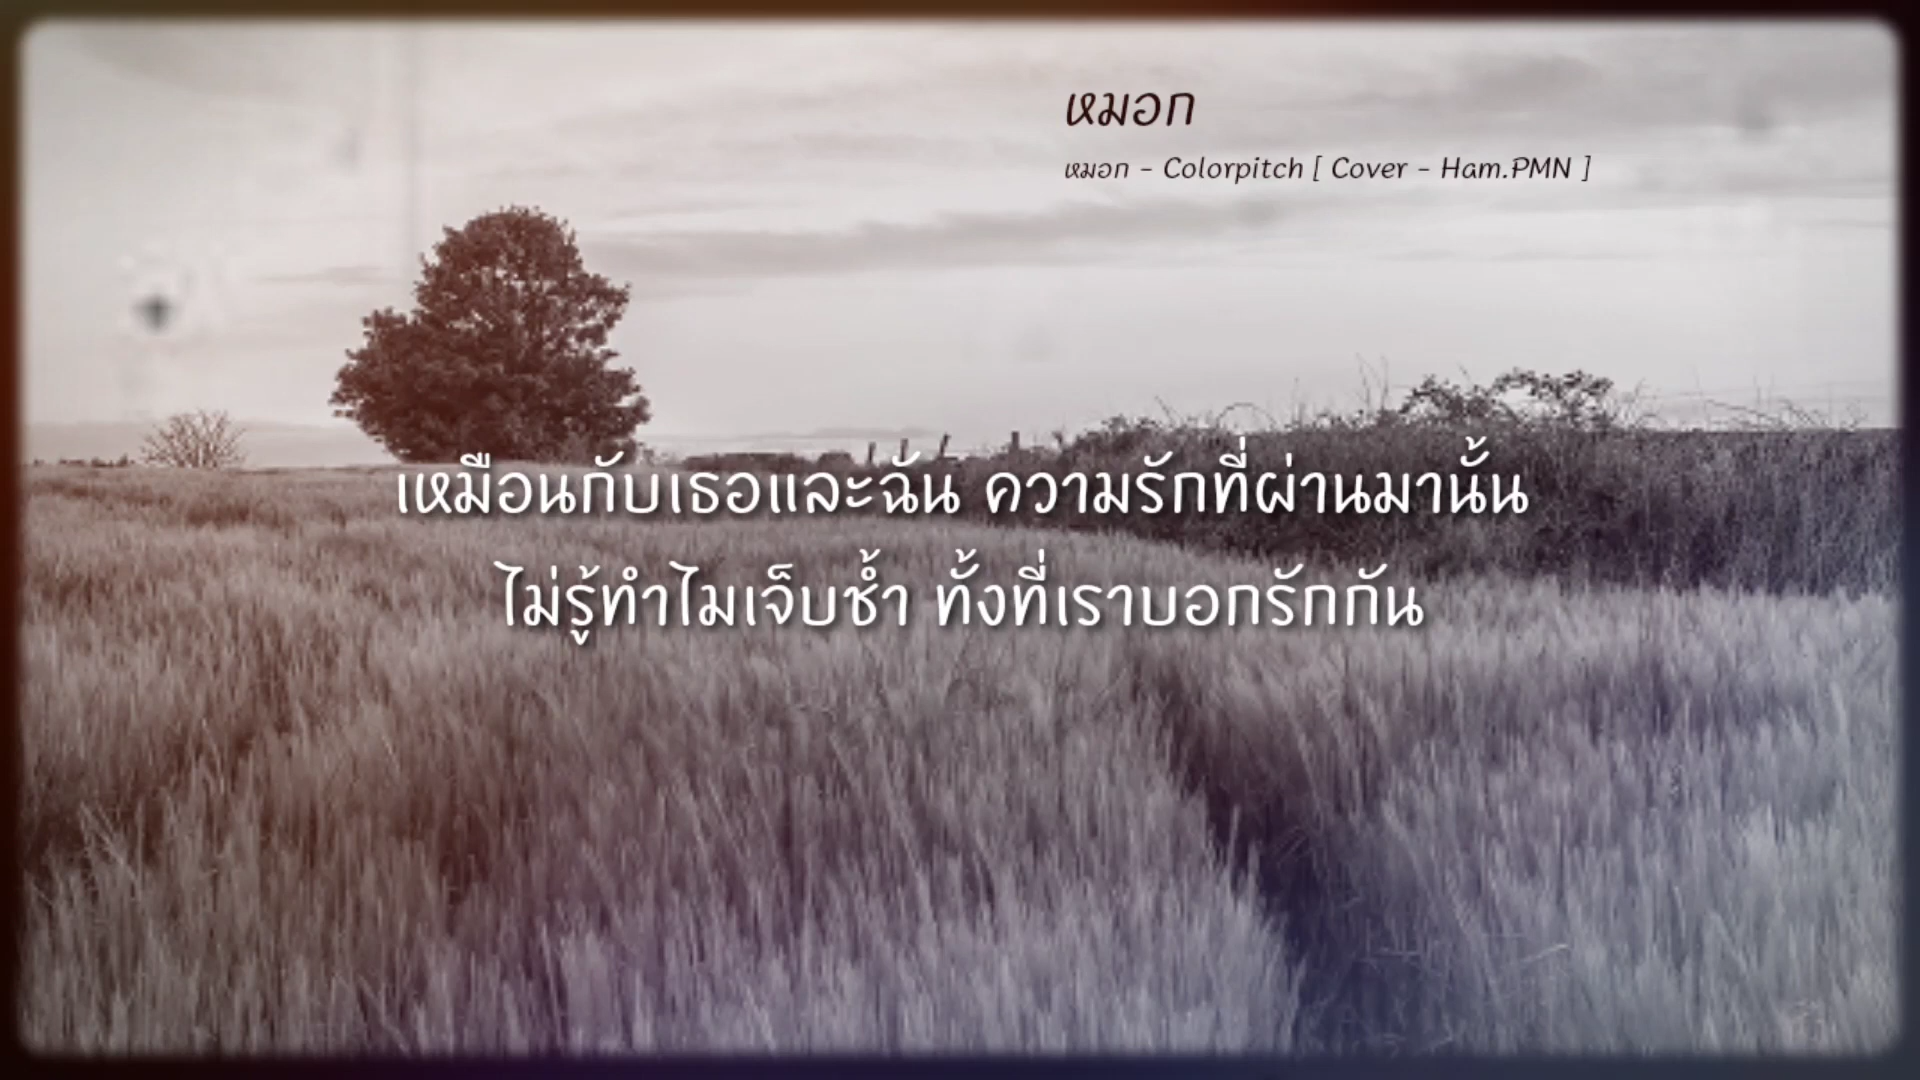 หมอก
หมอก - Colorpitch [ Cover - Ham.PMN ]
เหมือนกับเธอและฉัน ความรักที่ผ่านมานั้น
ไม่รู้ทำไมเจ็บช้ำ ทั้งที่เราบอกรักกัน